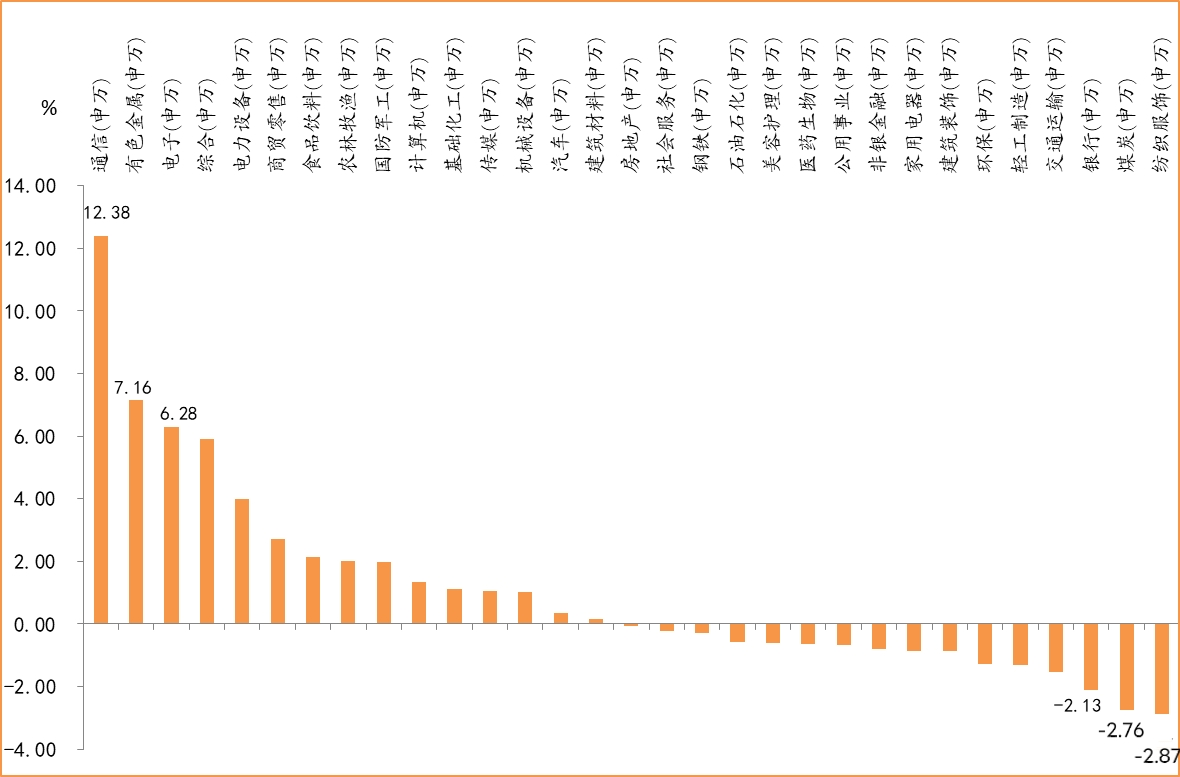 %
通信(申万)
有色金属(申万)
电子(申万)
综合(申万)
电力设备(申万)
商贸零售(申万)
食品饮料(申万)
农林牧渔(申万)
国防军工(申万)
计算机(申万)
基础化工(申万)
传媒(申万)
机械设备(申万)
汽车(申万)
建筑材料(申万)
房地产(申万)
社会服务(申万)
钢铁(申万)
石油石化(申万)
美容护理(申万)
医药生物(申万)
公用事业(申万)
非银金融(申万)
家用电器(申万)
建筑装饰(申万)
环保(申万)
轻工制造(申万)
交通运输(申万)
银行(申万)
煤炭(申万)
纺织服饰(申万)
14.00
12.38
12.00
10.00
8.00
7.16
6.28
6.00
4.00
2.00
0.00
-2.00
-2.13
-2.76
-4.00
-2.87